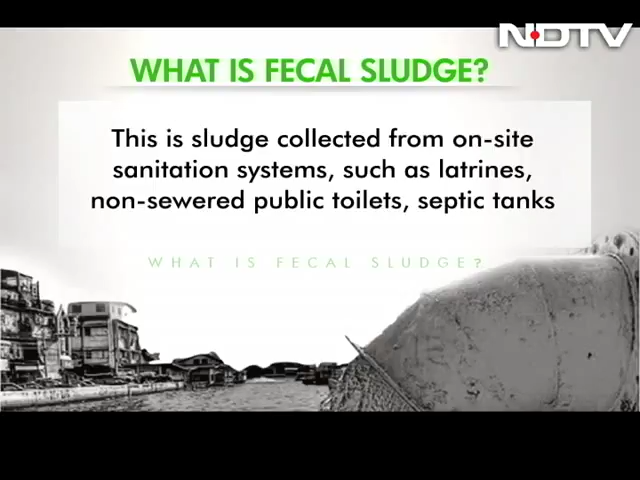 NDTV
WHAT IS FECAL SLUDGE?
This is sludge collected from on-site
sanitation systems, such as latrines,
non-sewered public toilets, septic tanks
WHAT IS FECAL SLUDGE?